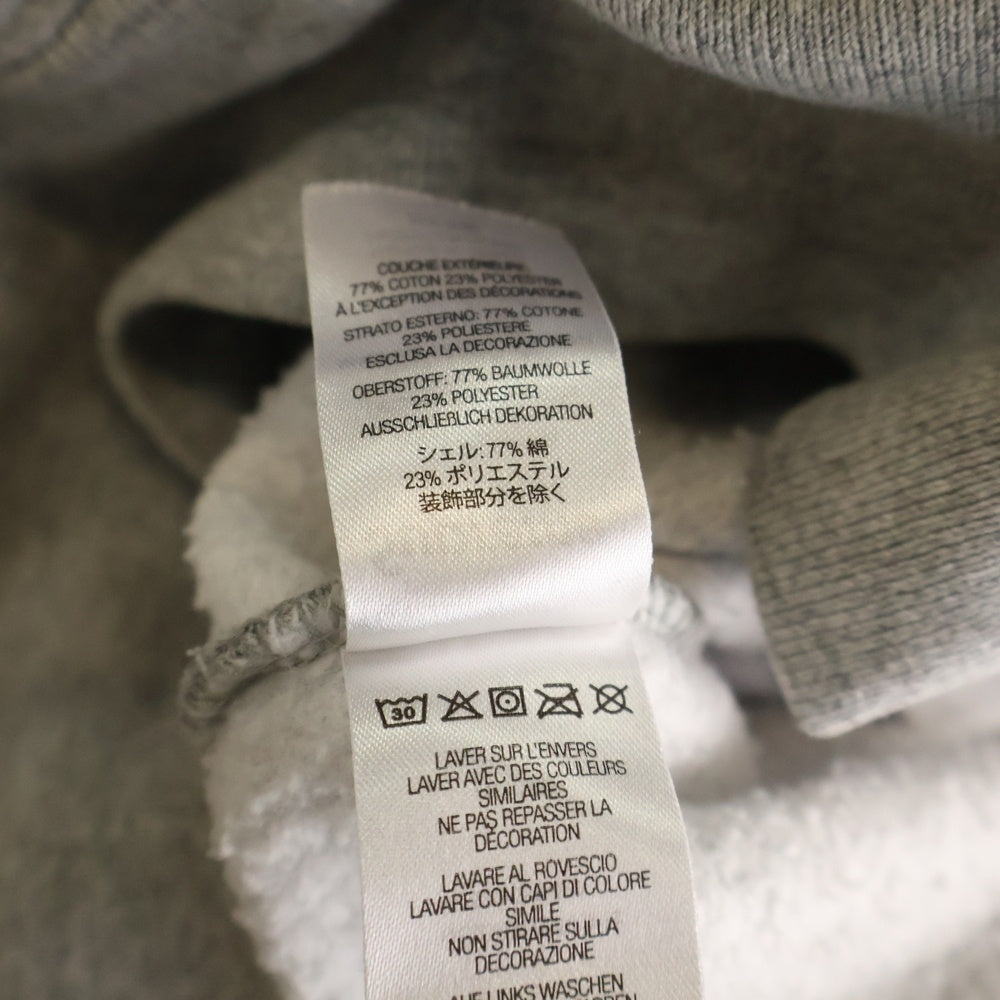 COUCHE EXTÉRIEURE:
77% COTON 23% POLYESTER
À L'EXCEPTION DES DÉCORATIONS
STRATO ESTERNO: 77% COTONE
23% POLIESTERE
ESCLUSA LA DECORAZIONE
OBERSTOFF: 77% BAUMWOLLE
23% POLYESTER
AUSSCHLIEßLICH DEKORATION
シェル:77% 綿
23% ポリエステル
装飾部分を除く
30
LAVER SUR L'ENVERS
LAVER AVEC DES COULEURS
SIMILAIRES
NE PAS REPASSER LA
DÉCORATION
LAVARE AL ROVESCIO
LAVARE CON CAPI DI COLORE
SIMILE
NON STIRARE SULLA
DECORAZIONE
AUF LINKS WASCHEN